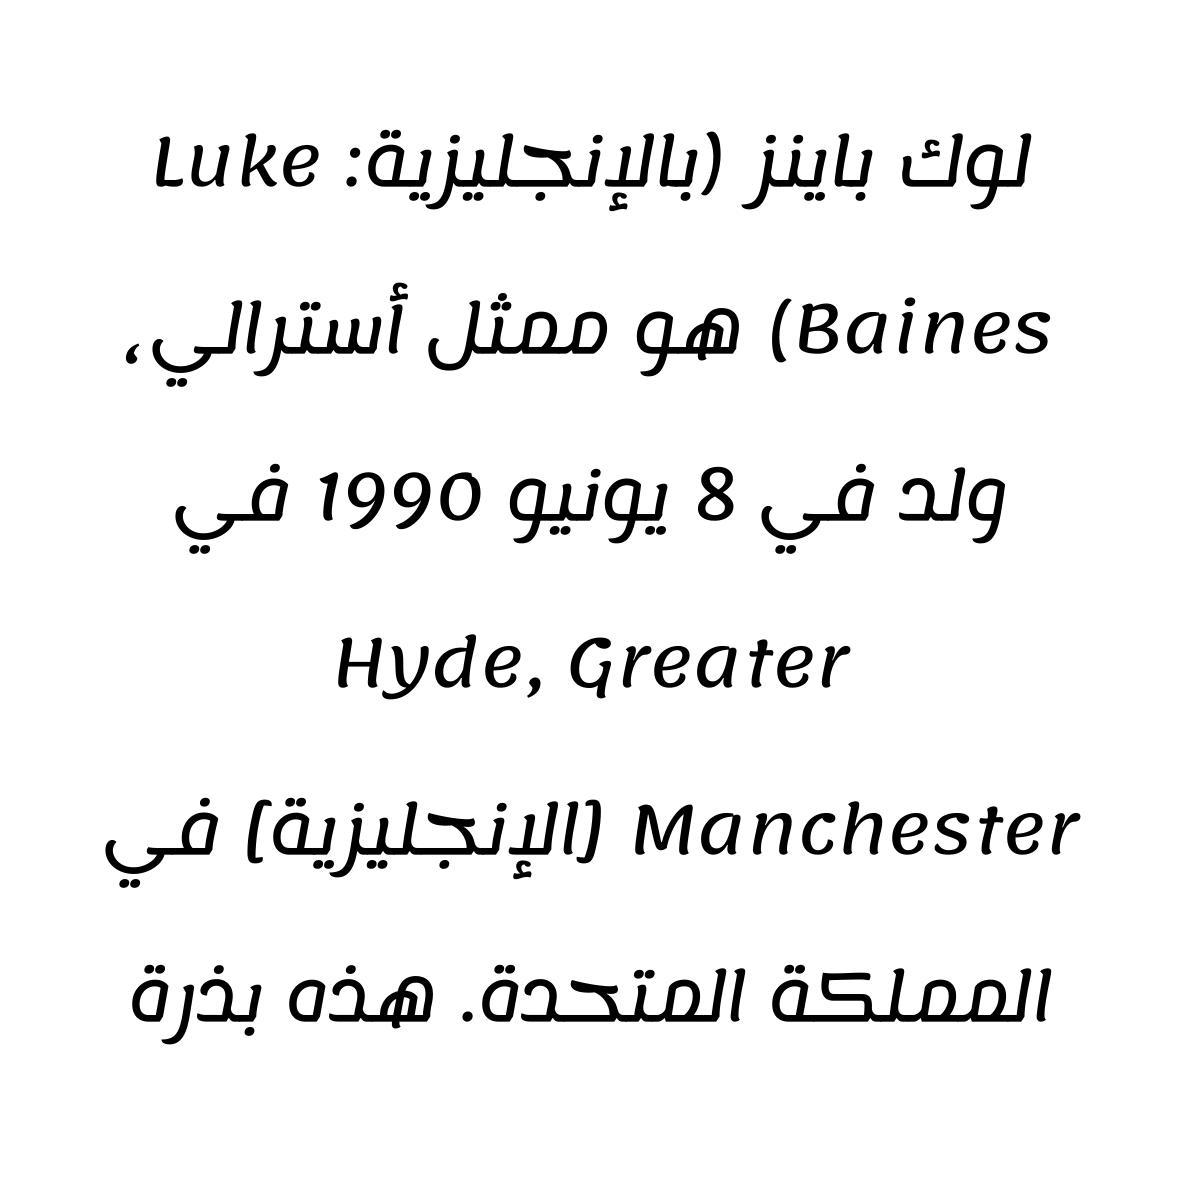 لوك باينز (بالإنجليزية: Luke
Baines) هو ممثل أسترالي،
ولد في 8 يونيو 1990 في
Hyde, Greater
Manchester [الإنجليزية] في
المملكة المتحدة. هذه بذرة